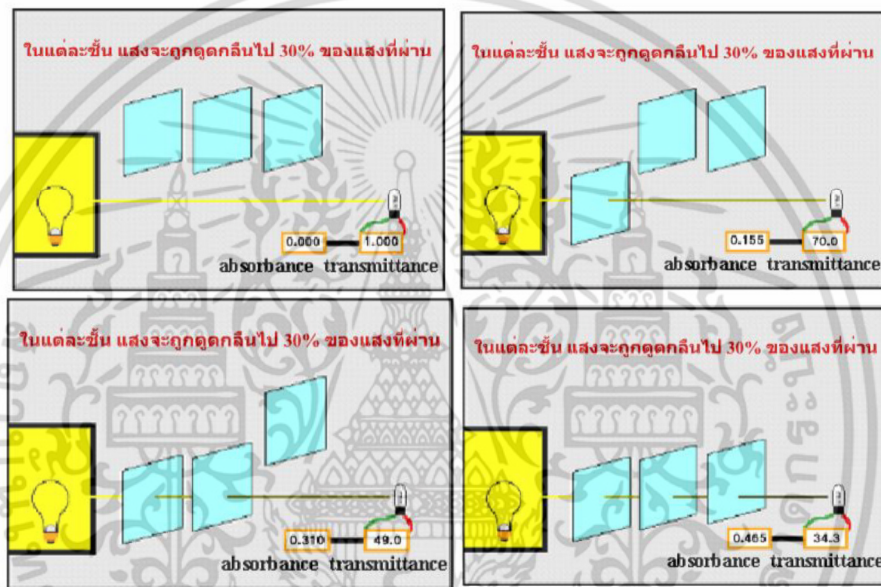 ในแต่ละชั้น แสงจะถูกดูดกลืนไป 30% ของแสงที่ผ่าน
0.000 1.000
absorbance transmittance
ในแต่ละชั้น แสงจะถูกดูดกลืนไป 30% ของแสงที่ผ่าน
0.155 70.0
absorbance transmittance
ในแต่ละชั้น แสงจะถูกดูดกลืนไป 30% ของแสงที่ผ่าน
0.310 49.0
absorbance transmittance
ในแต่ละชั้น แสงจะถูกดูดกลืนไป 30% ของแสงที่ผ่าน
0.465 34.3
absorbance transmittance